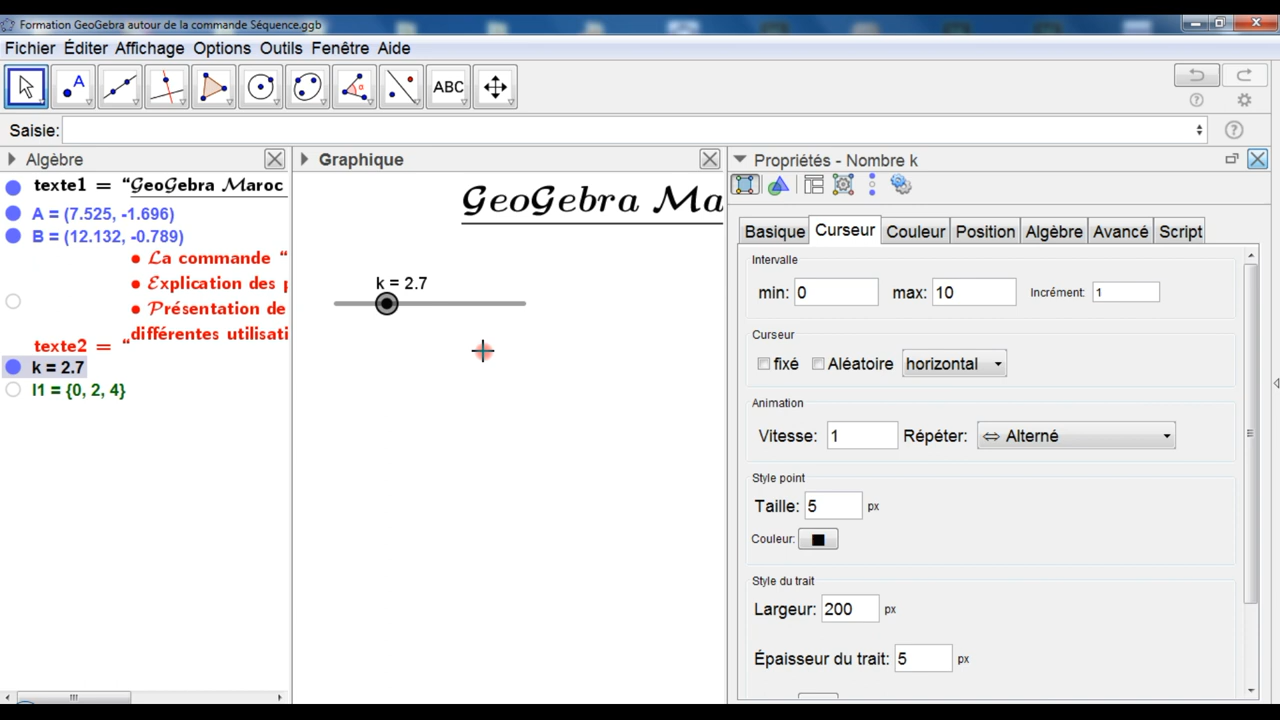 Formation GeoGebra autour de la commande Séquence.ggb
Fichier Éditer Affichage Options Outils Fenêtre Aide
A α ABC
Saisie:
Algèbre
texte1 = “GeoGebra Maroc
A = (7.525, -1.696)
B = (12.132, -0.789)
• La commande “
• Explication des
• Présentation de
différentes utilisati
texte2 = “
k = 2.7
l1 = {0, 2, 4}
Graphique
GeoGebra Ma
k = 2.7
Propriétés - Nombre k
Basique Curseur Couleur Position Algèbre Avancé Script
Intervalle
min: 0 max: 10 Incrément: 1
Curseur
fixé Aléatoire horizontal
Animation
Vitesse: 1 Répéter: ⇔ Alterné
Style point
Taille: 5 px
Couleur:
Style du trait
Largeur: 200 px
Épaisseur du trait: 5 px